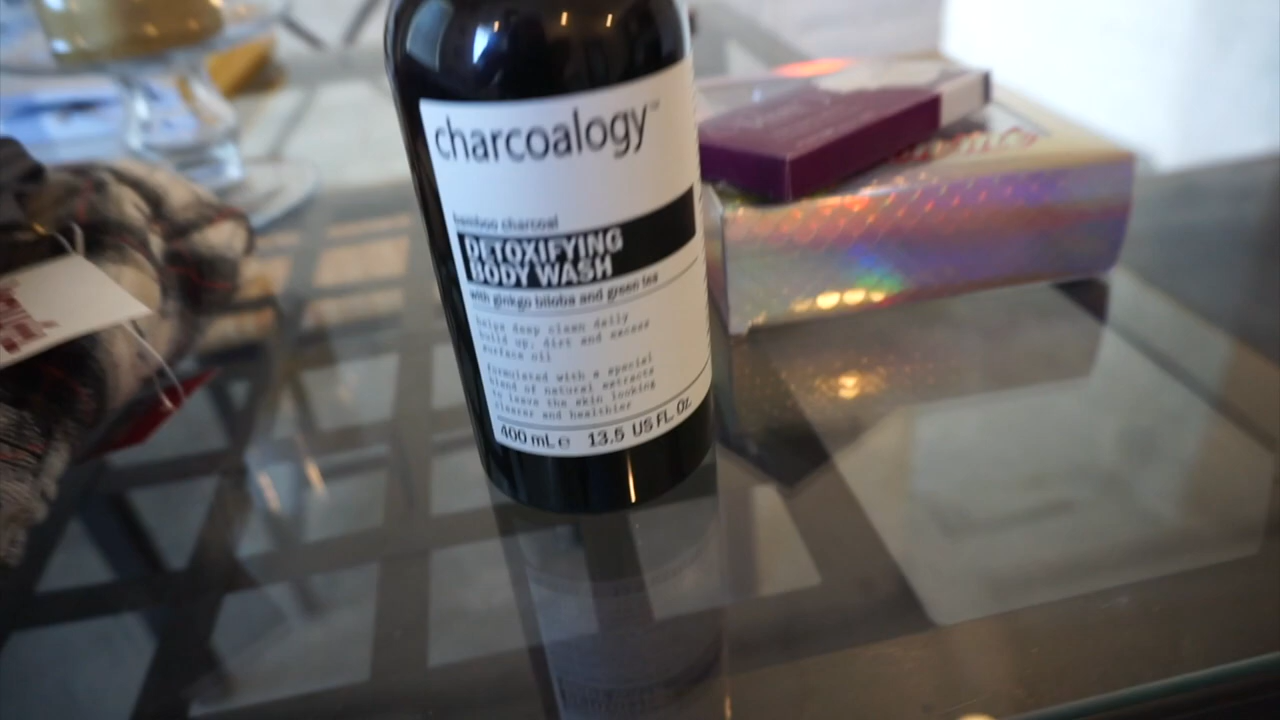 charcoalogy™
bamboo charcoal
DETOXIFYING
BODY WASH
with ginkgo biloba and green tea
helps deep clean daily
build up, dirt and excess
surface oil
formulated with a special
blend of natural extracts
to leave the skin looking
clearer and healthier
400 mL e 13.5 US FL. Oz.